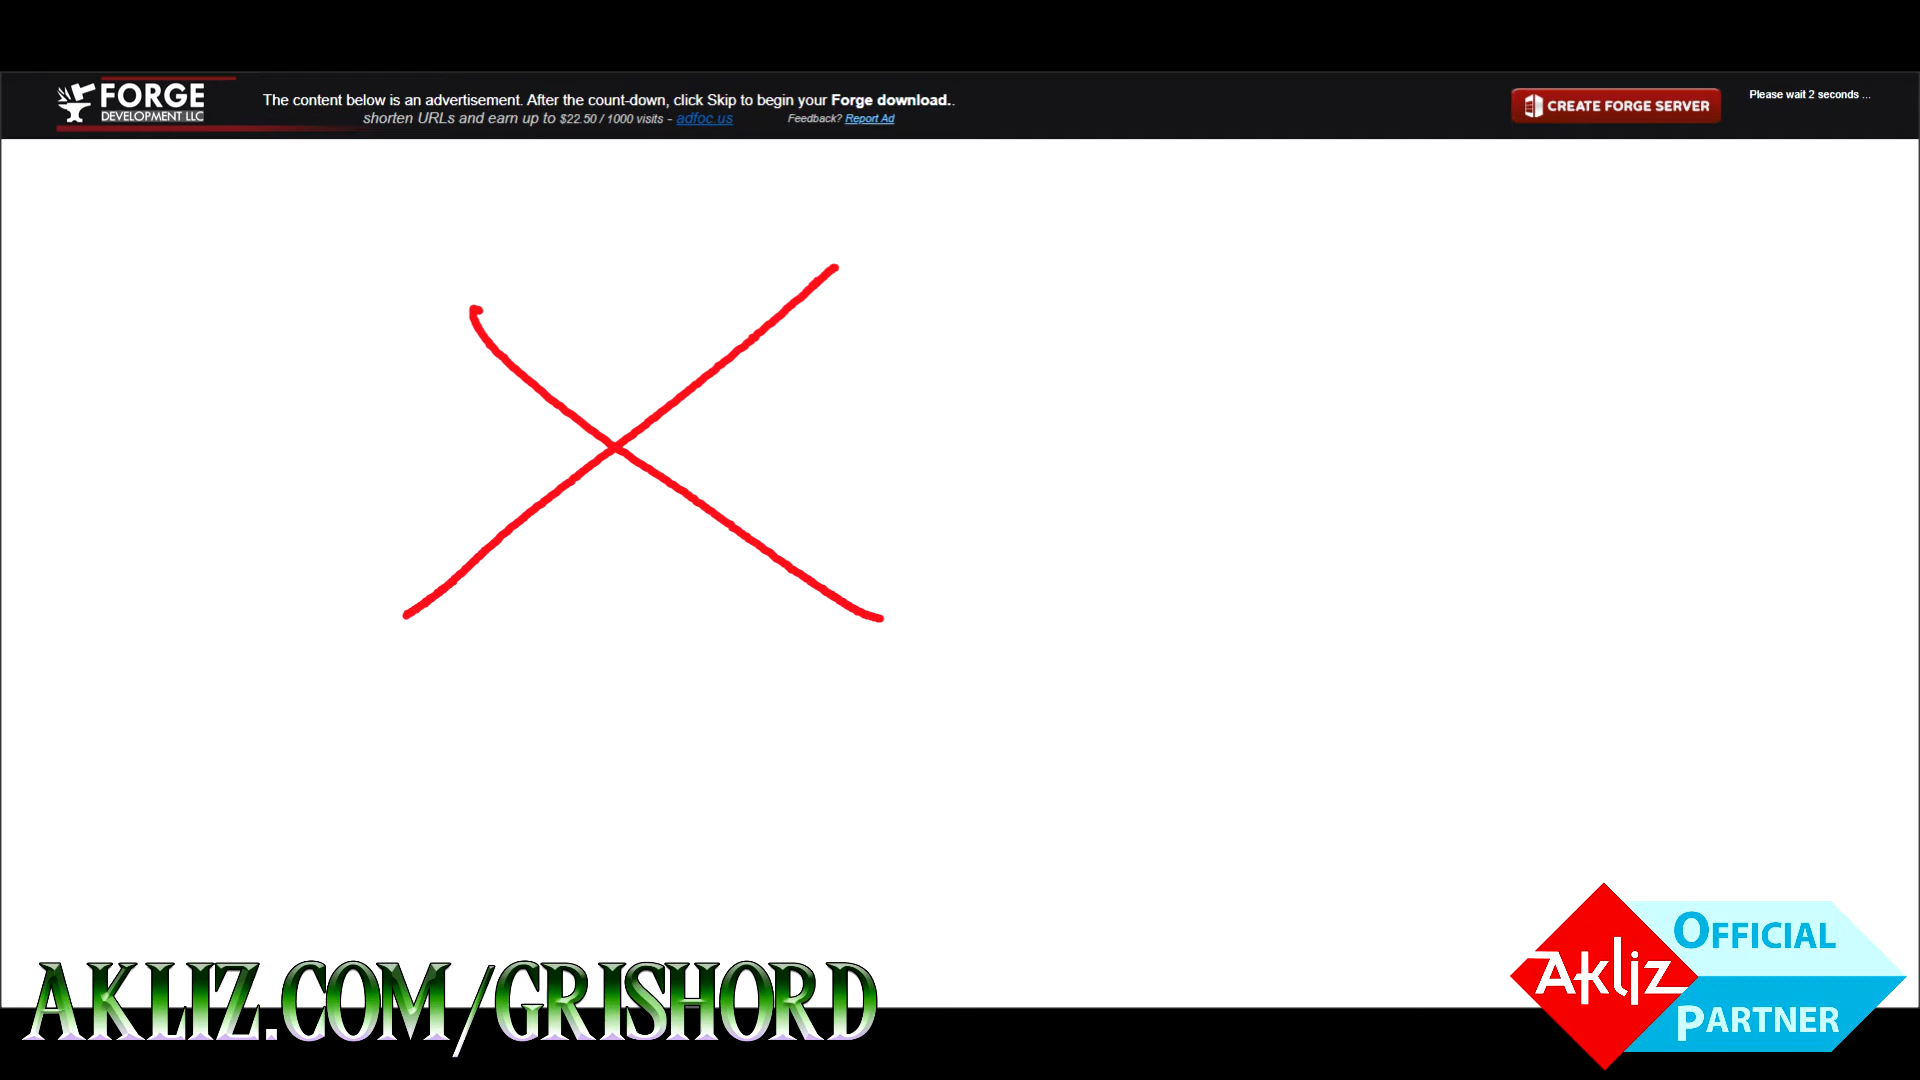 FORGE
DEVELOPMENT LLC
The content below is an advertisement. After the count-down, click Skip to begin your Forge download..
shorten URLs and earn up to $22.50 / 1000 visits - adfoc.us
Feedback? Report Ad
CREATE FORGE SERVER
Please wait 2 seconds ...
AKLIZ.COM/GRISHORD
Akliz
OFFICIAL
PARTNER